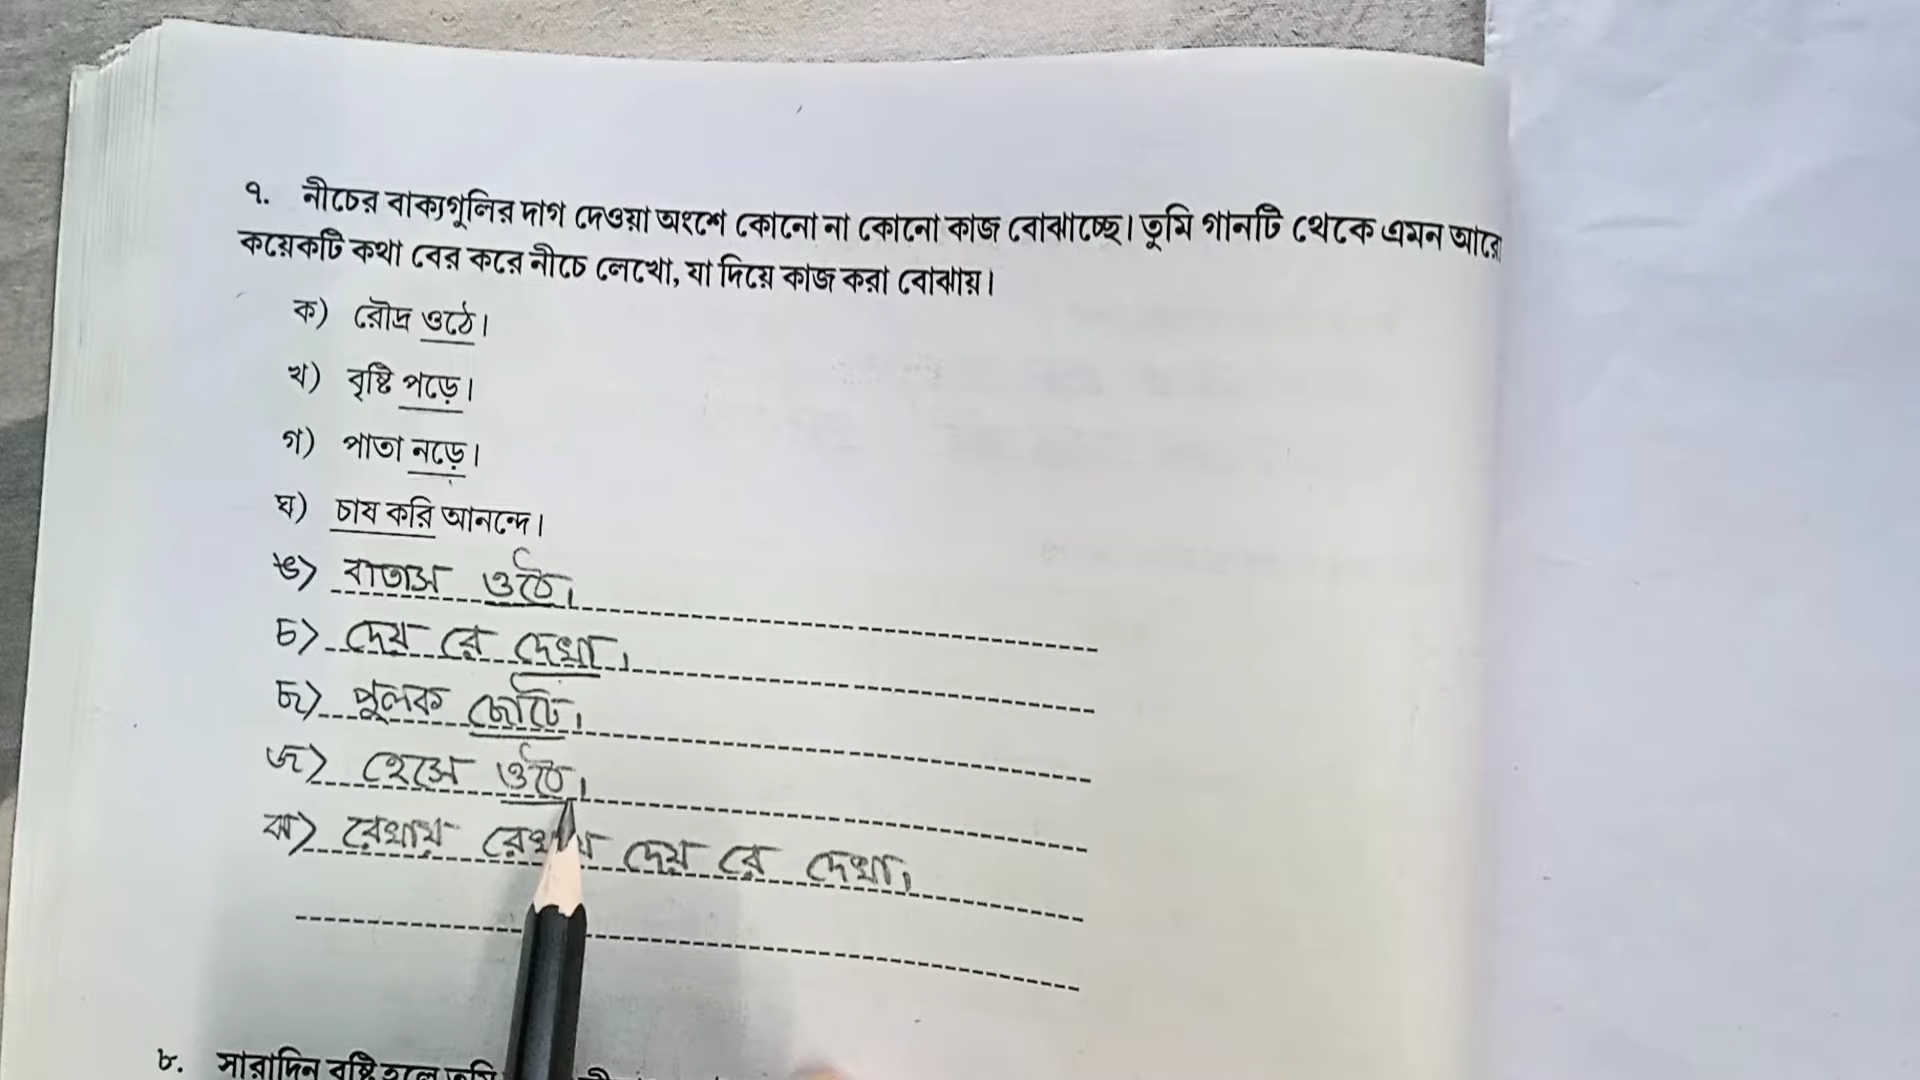 ৭. নীচের বাক্যগুলির দাগ দেওয়া অংশে কোনো না কোনো কাজ বোঝাচ্ছে। তুমি গানটি থেকে এমন আরো
কয়েকটি কথা বের করে নীচে লেখো, যা দিয়ে কাজ করা বোঝায়।
ক) রৌদ্র ওঠে।
খ) বৃষ্টি পড়ে।
গ) পাতা নড়ে।
ঘ) চাষ করি আনন্দে।
ঙ) বাতাস ওঠে।
চ) দেয় রে দেখা।
ছ) পুলক ছোটে।
জ) হেসে ওঠে।
ঝ) রেখায় রেখায় দেয় রে দেখা।
৮. সারাদিন বৃষ্টি হলে তুমি